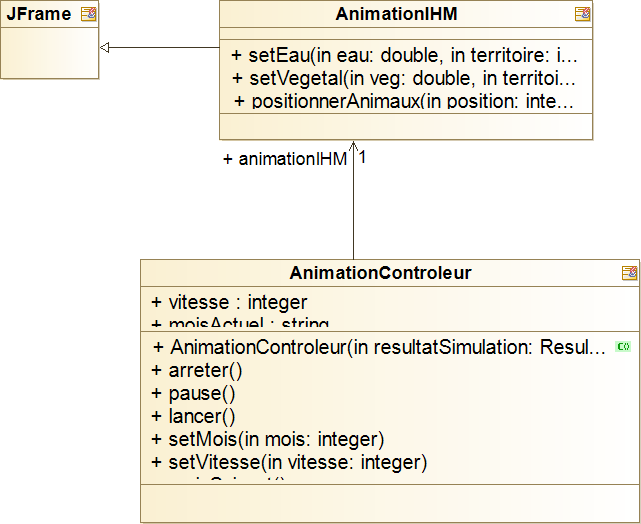 JFrame
AnimationIHM
+ setEau(in eau: double, in territoire: i...
+ setVegetal(in veg: double, in territoi...
+ positionnerAnimaux(in position: inte...
+ animationIHM 1
AnimationControleur
+ vitesse : integer
+ moisActuel : string
+ AnimationControleur(in resultatSimulation: Resul...
+ arreter()
+ pause()
+ lancer()
+ setMois(in mois: integer)
+ setVitesse(in vitesse: integer)